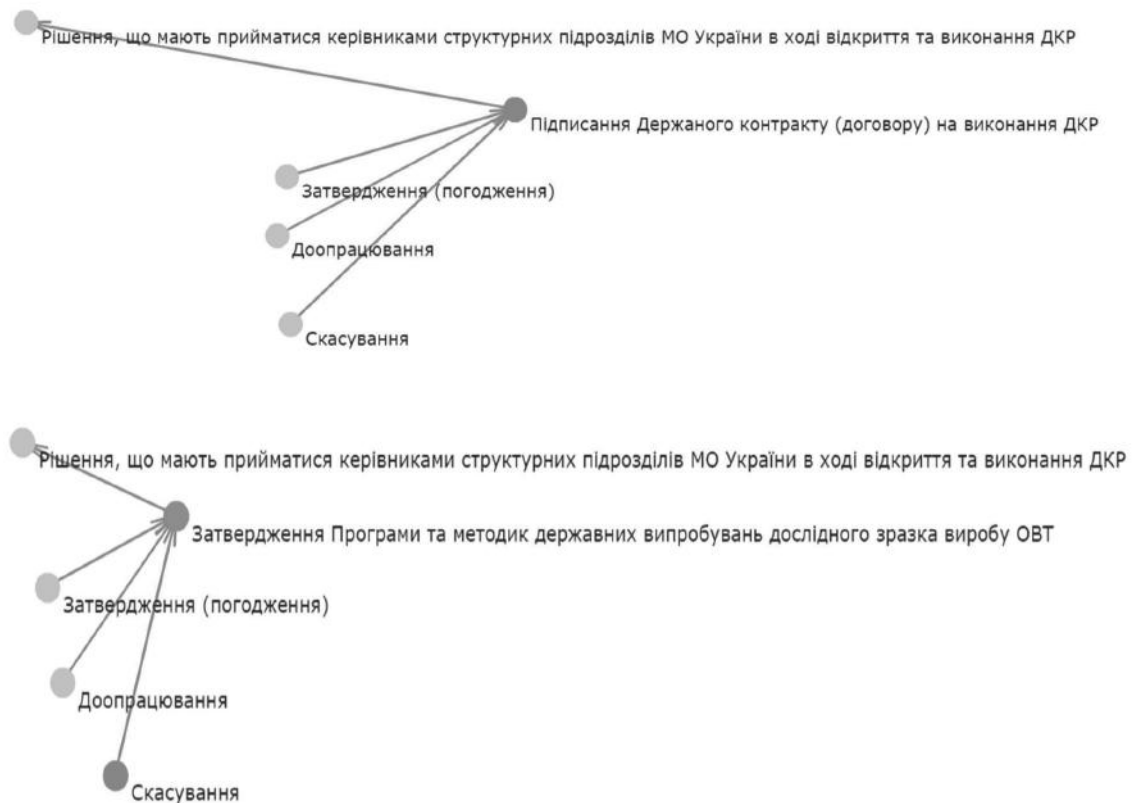 Рішення, що мають прийматися керівниками структурних підрозділів МО України в ході відкриття та виконання ДКР
Підписання Держаного контракту (договору) на виконання ДКР
Затвердження (погодження)
Доопрацювання
Скасування
Рішення, що мають прийматися керівниками структурних підрозділів МО України в ході відкриття та виконання ДКР
Затвердження Програми та методик державних випробувань дослідного зразка виробу ОВТ
Затвердження (погодження)
Доопрацювання
Скасування